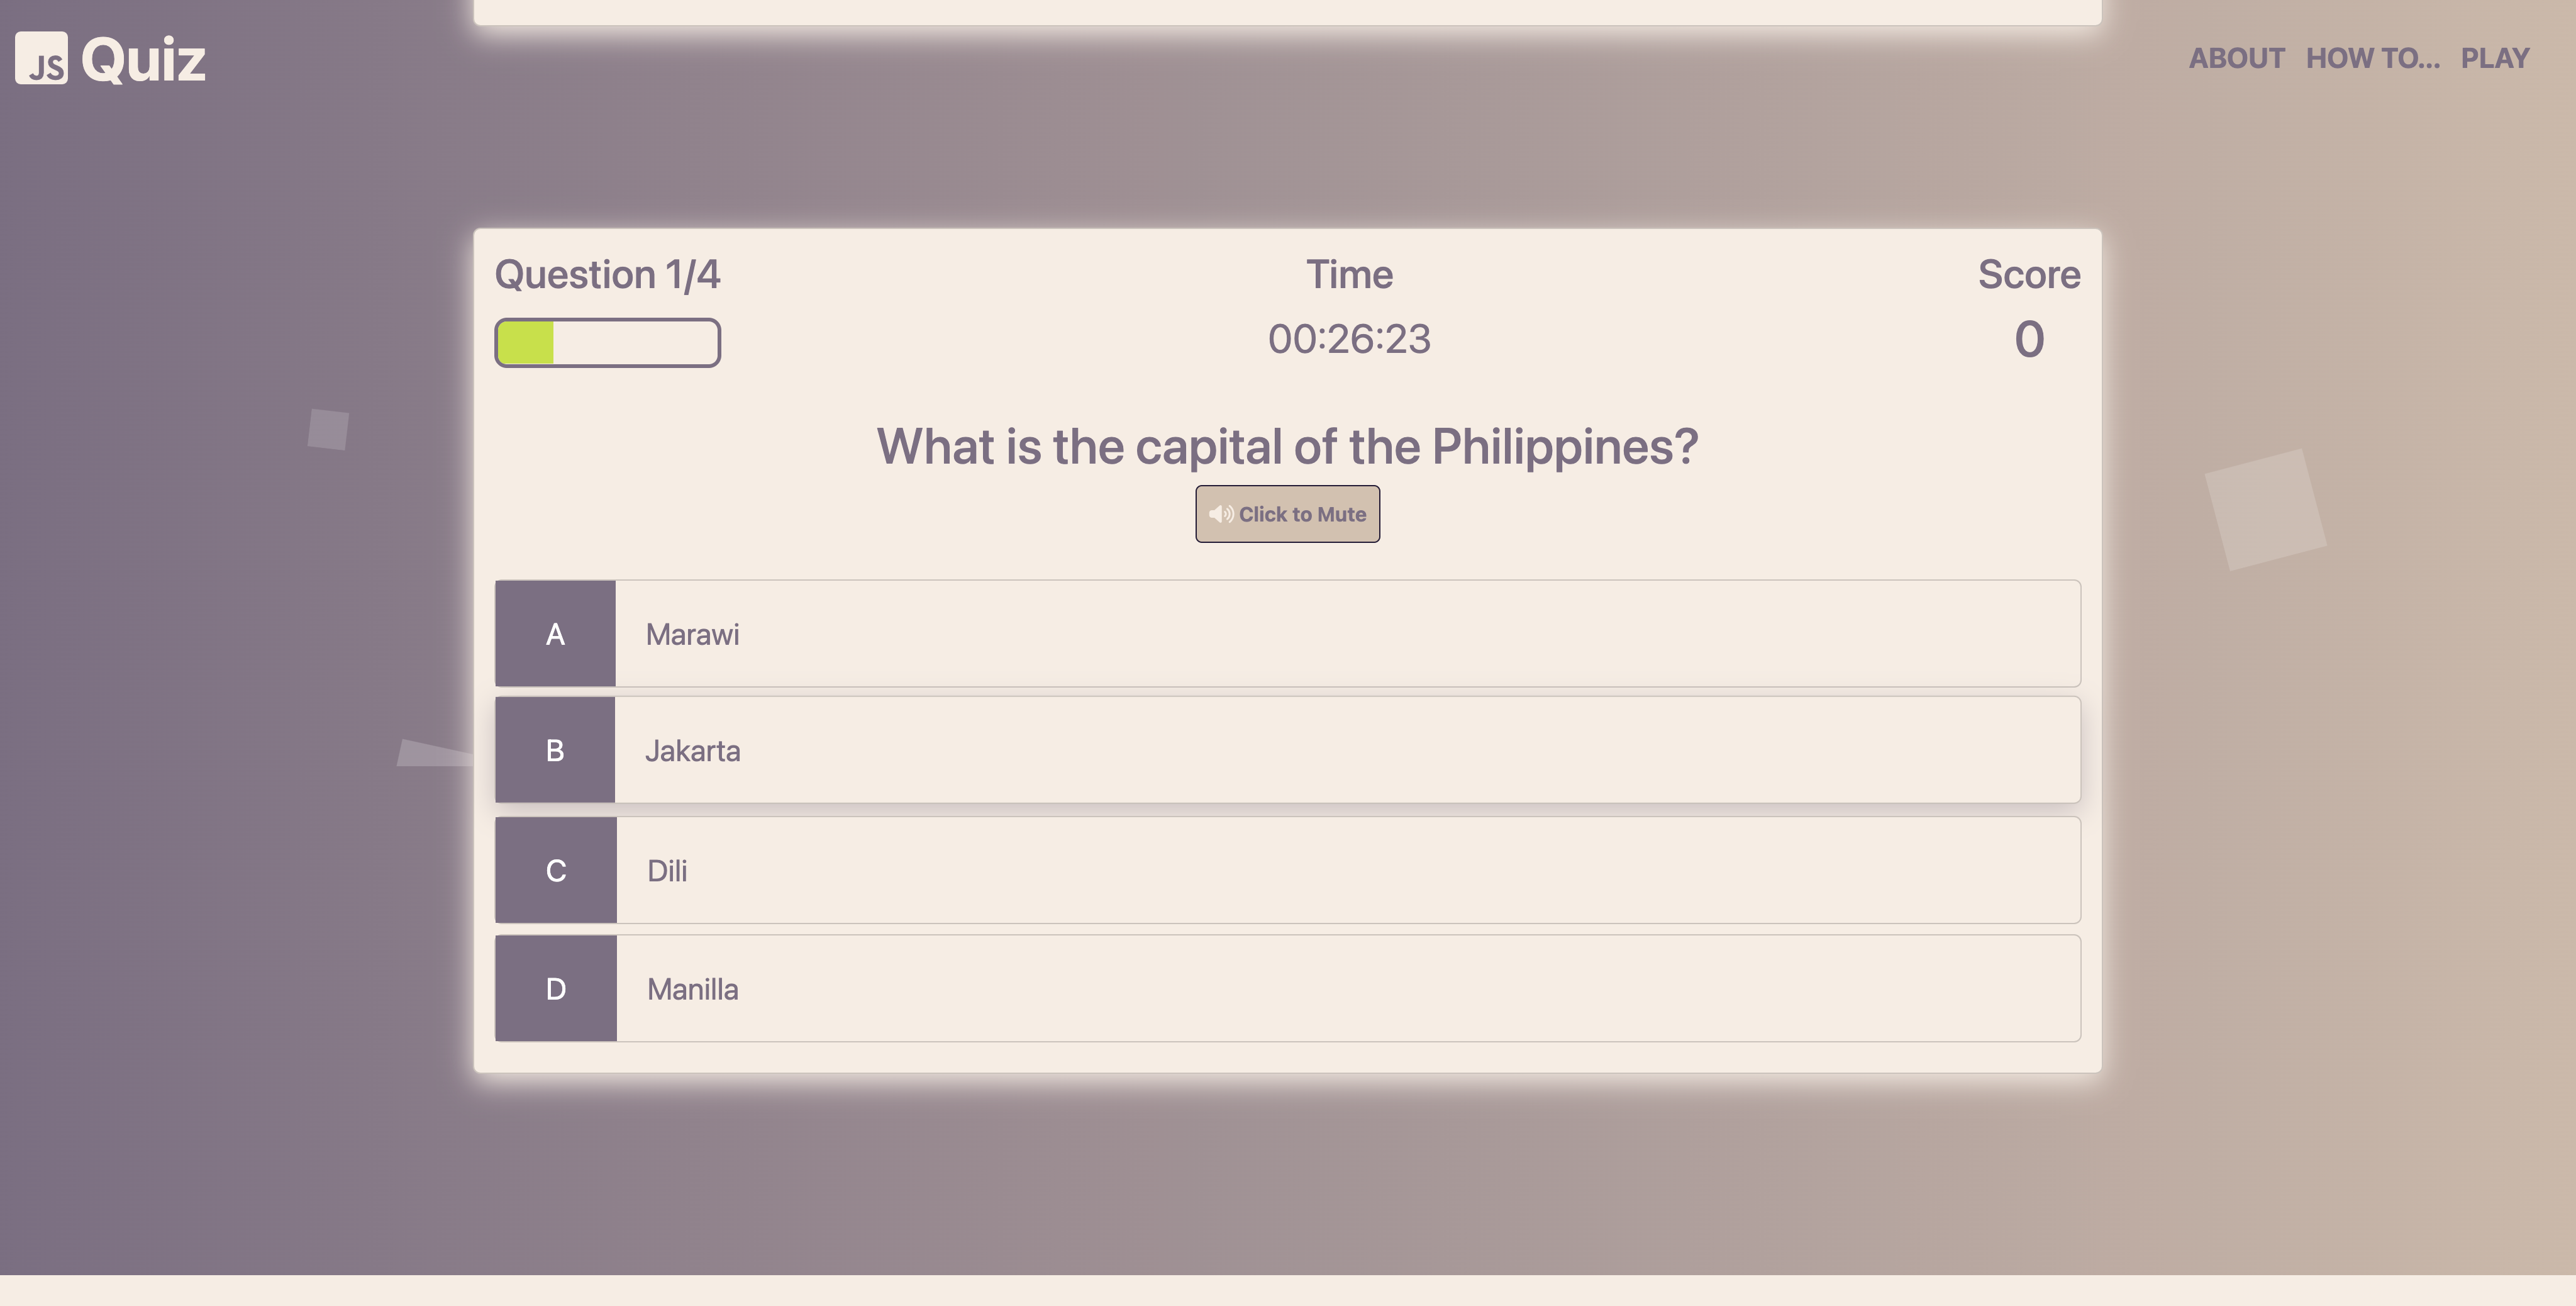 JS Quiz
ABOUT HOW TO... PLAY
Question 1/4 Time Score
00:26:23 0
What is the capital of the Philippines?
Click to Mute
A Marawi
B Jakarta
C Dili
D Manilla